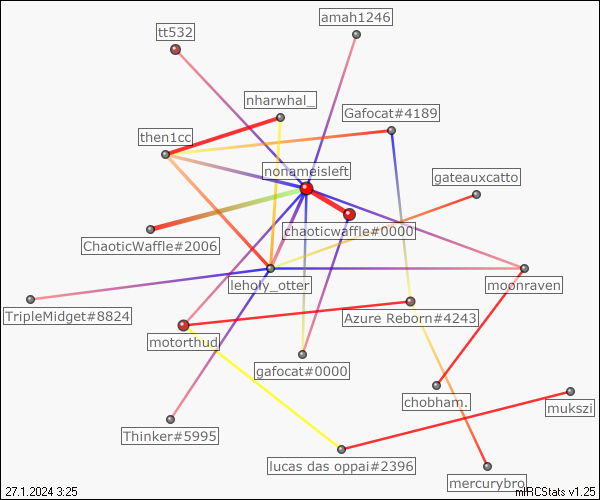 amah1246
tt532
nharwhal_
Gafocat#4189
then1cc
nonameisleft
gateauxcatto
chaoticwaffle#0000
ChaoticWaffle#2006
leholy_otter
moonraven
TripleMidget#8824
Azure Reborn#4243
motorthud
gafocat#0000
chobham.
mukszi
Thinker#5995
lucas das oppai#2396
mercurybro
27.1.2024 3:25
mIRCStats v1.25